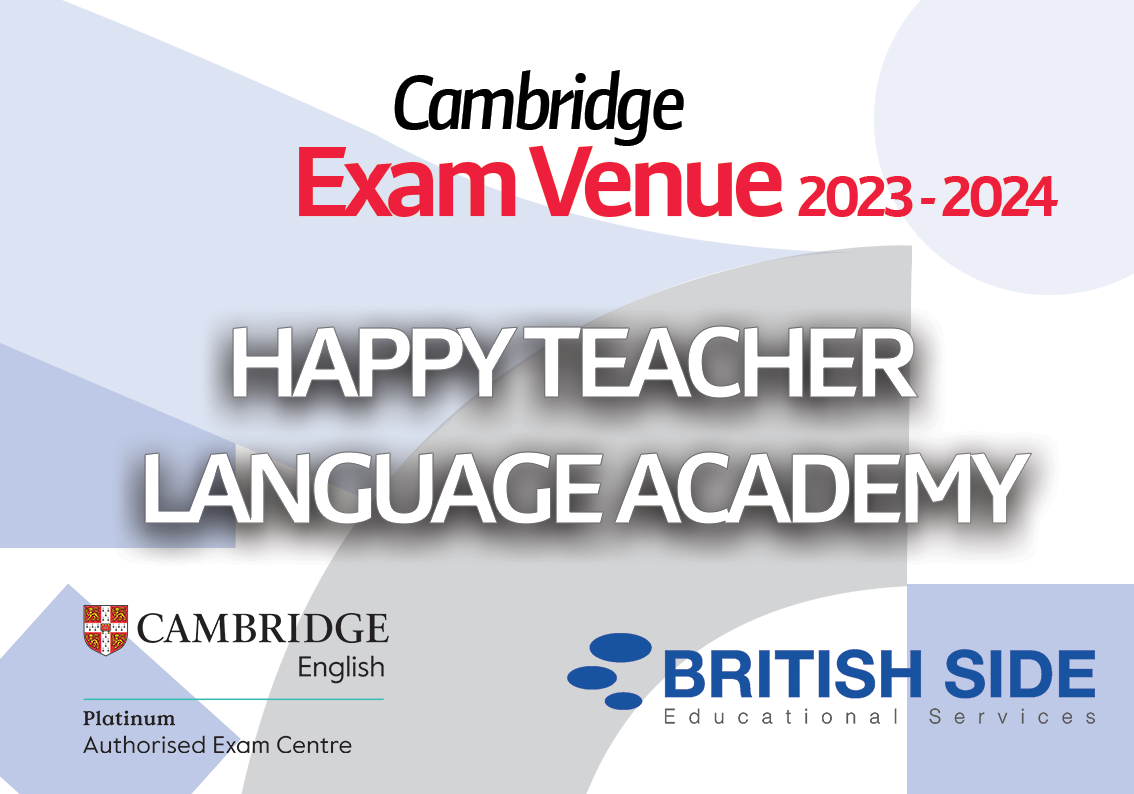 Cambridge
Exam Venue 2023 - 2024
HAPPY TEACHER
LANGUAGE ACADEMY
CAMBRIDGE
English
Platinum
Authorised Exam Centre
BRITISH SIDE
Educational Services